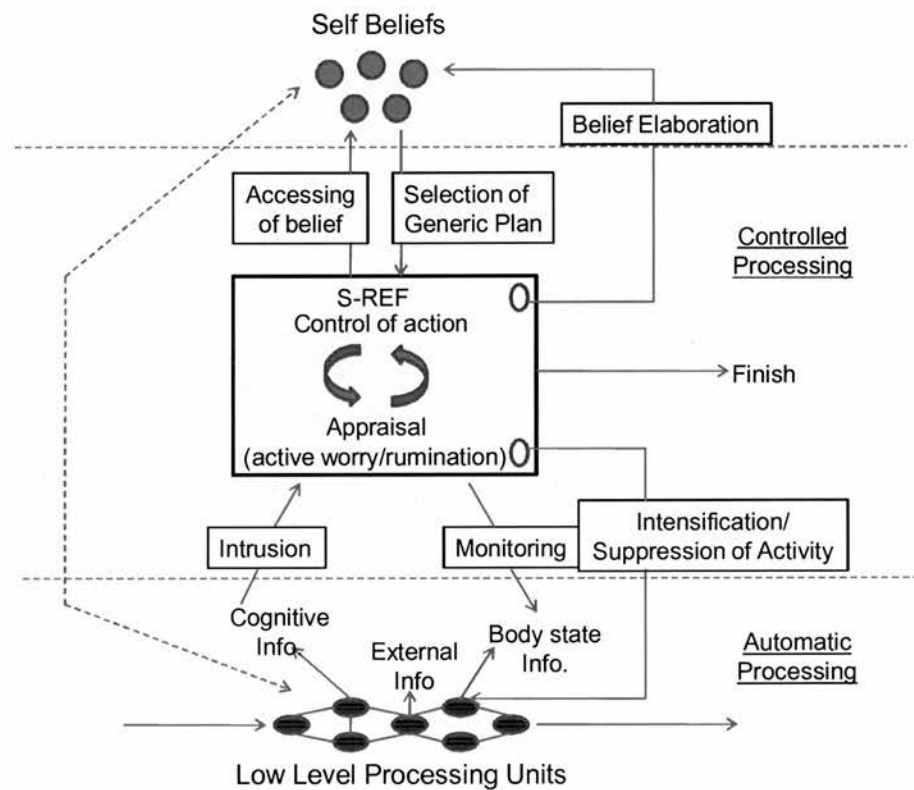 Self Beliefs
Belief Elaboration
Accessing
of belief
Selection of
Generic Plan
Controlled
Processing
S-REF
Control of action
Finish
Appraisal
(active worry/rumination)
Intrusion
Monitoring
Intensification/
Suppression of Activity
Cognitive
Info.
External
Info
Body state
Info.
Automatic
Processing
Low Level Processing Units